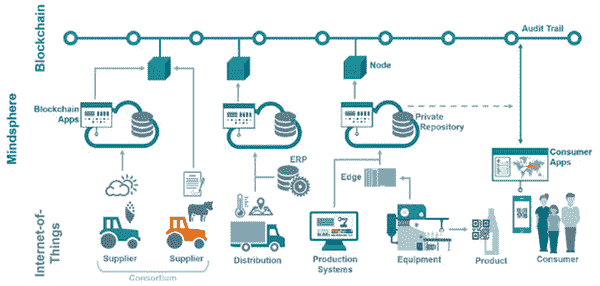 Blockchain
Audit Trail
Node
Mindsphere
Blockchain
Apps
Private
Repository
Consumer
Apps
ERP
Edge
Internet-of-
Things
Supplier
Supplier
Distribution
Production
Systems
Equipment
Product
Consumer
Consortium